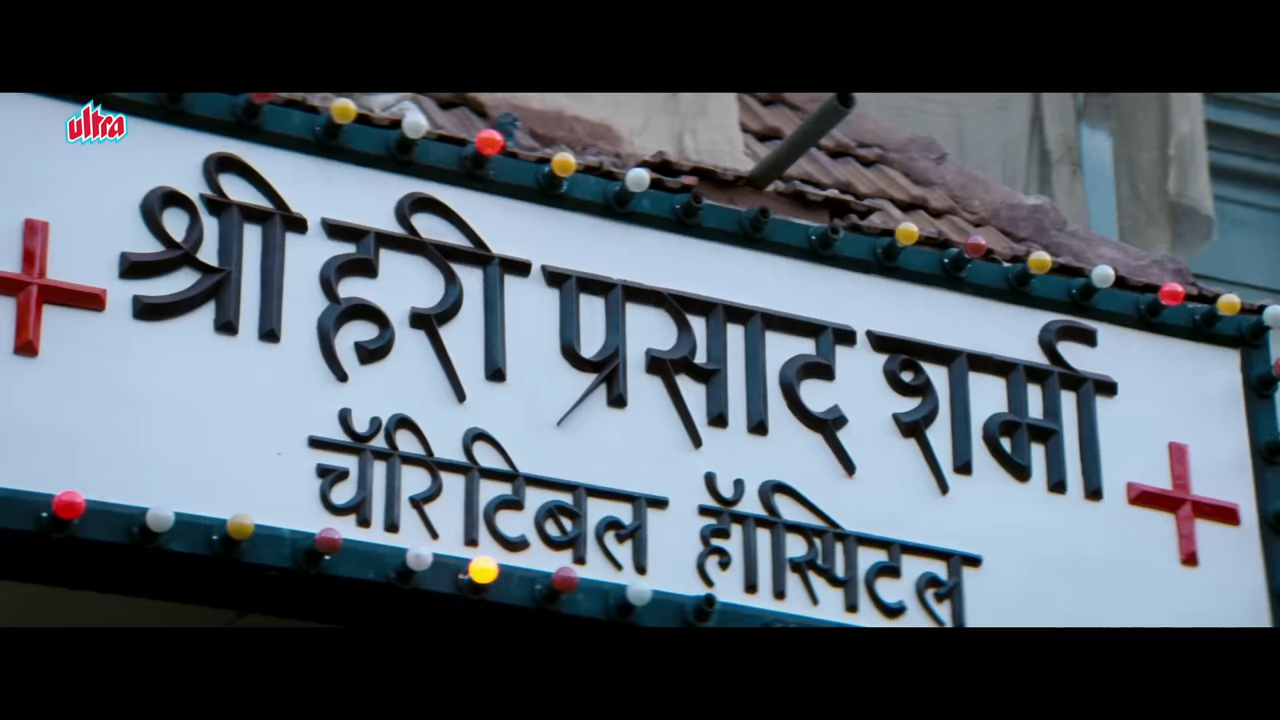 ultra
श्री हरी प्रसाद शर्मा
चॅारिटिबल हॉस्पिटल